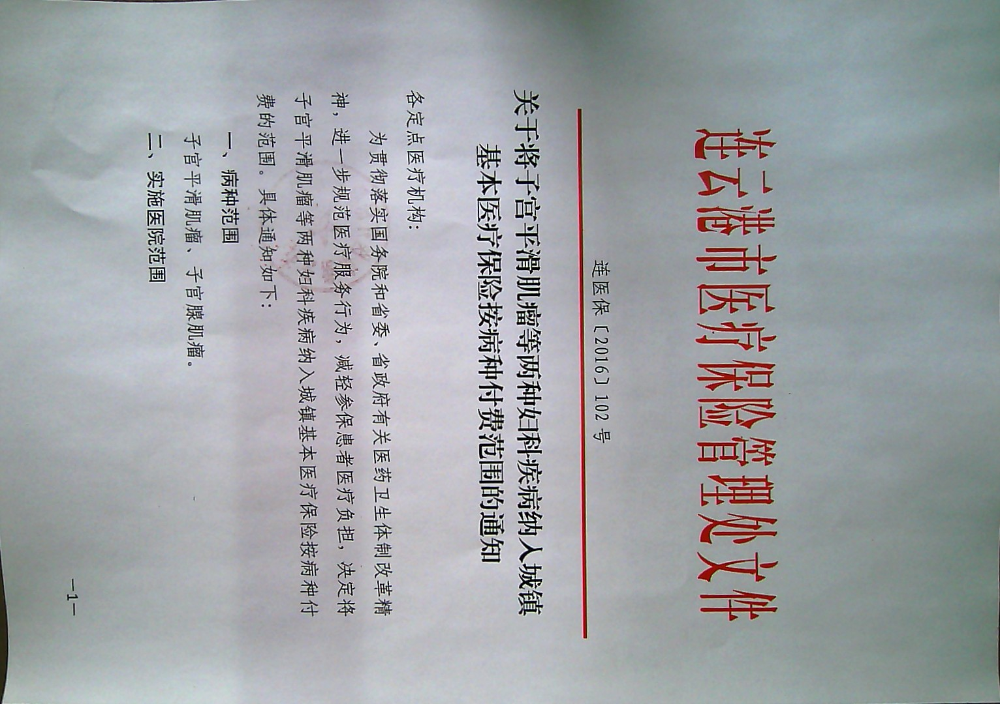 连云港市医疗保险管理处文件
连医保〔2016〕102 号
关于将子宫平滑肌瘤等两种妇科疾病纳入城镇
基本医疗保险按病种付费范围的通知
各定点医疗机构：
为贯彻落实国务院和省委、省政府有关医药卫生体制改革精
神，进一步规范医疗服务行为，减轻参保患者医疗负担，决定将
子宫平滑肌瘤等两种妇科疾病纳入城镇基本医疗保险按病种付
费的范围。具体通知如下：
一、病种范围
子宫平滑肌瘤、子宫腺肌瘤。
二、实施医院范围
—1—